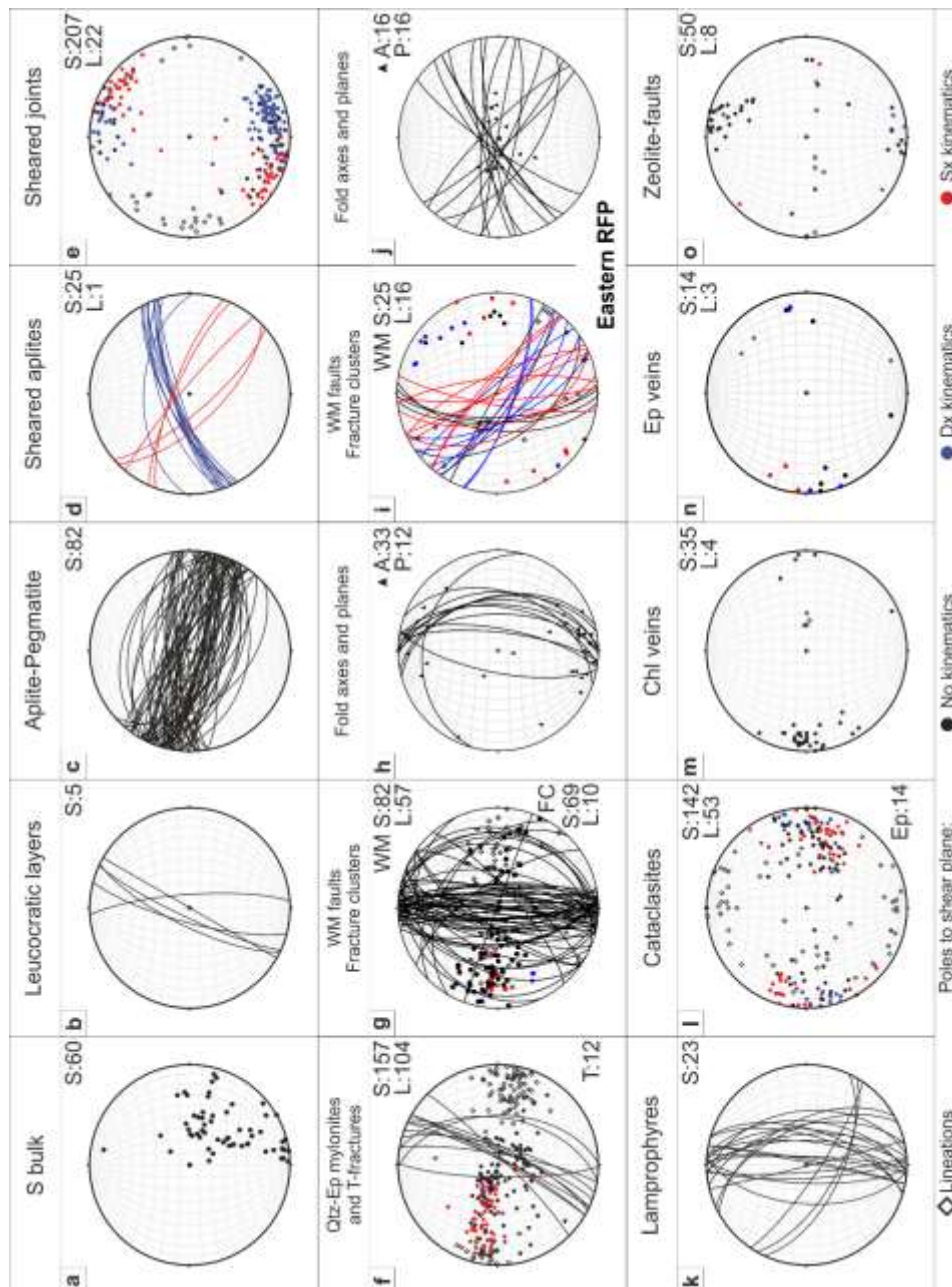 S bulk
a
S:60
Leucocratic layers
b
S:5
Aplite-Pegmatite
c
S:82
Sheared aplites
d
S:25
L:1
Sheared joints
e
S:207
L:22
Qtz-Ep mylonites
and T-fractures
f
S:157
L:104
T:12
WM faults
Fracture clusters
g
WM S:82
L:57
FC
S:69
L:10
Fold axes and planes
h
▲ A:33
P:12
WM faults
Fracture clusters
i
WM S:25
L:16
Fold axes and planes
j
▲ A:16
P:16
Eastern RFP
Lamprophyres
k
S:23
Cataclasites
l
S:142
L:53
Ep:14
Chl veins
m
S:35
L:4
Ep veins
n
S:14
L:3
Zeolite-faults
o
S:50
L:8
Lineations
Poles to shear plane:
No kinematics
Dx kinematics
Sx kinematics